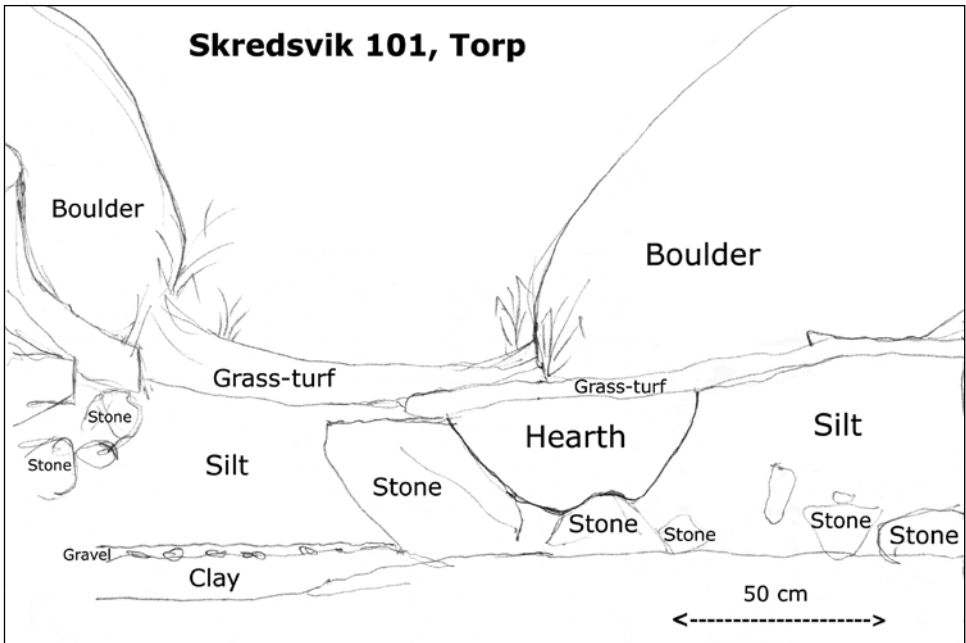 Skredsvik 101, Torp
Boulder
Boulder
Grass-turf
Grass-turf
Stone
Hearth
Silt
Stone
Silt
Stone
Stone
Stone
Stone
Stone
Gravel
Clay
50 cm